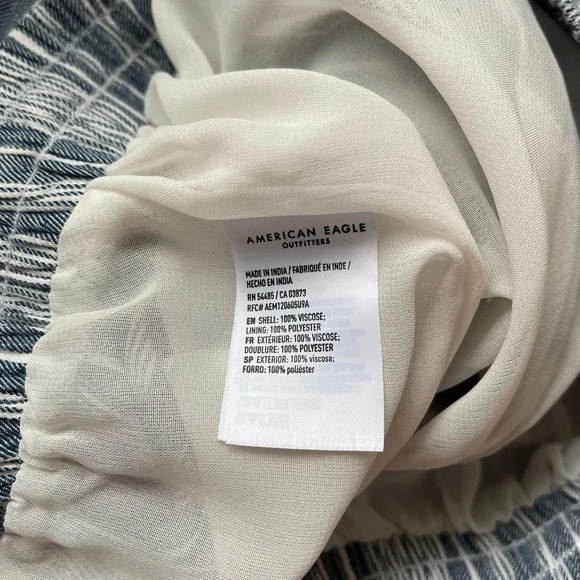 AMERICAN EAGLE
OUTFITTERS
MADE IN INDIA / FABRIQUÉ EN INDE /
HECHO EN INDIA
RN 54485 / CA 03873
RFC# AEM120605U9A
EN SHELL: 100% VISCOSE;
LINING: 100% POLYESTER
FR EXTÉRIEUR: 100% VISCOSE;
DOUBLURE: 100% POLYESTER
SP EXTERIOR: 100% viscosa;
FORRO: 100% poliéster